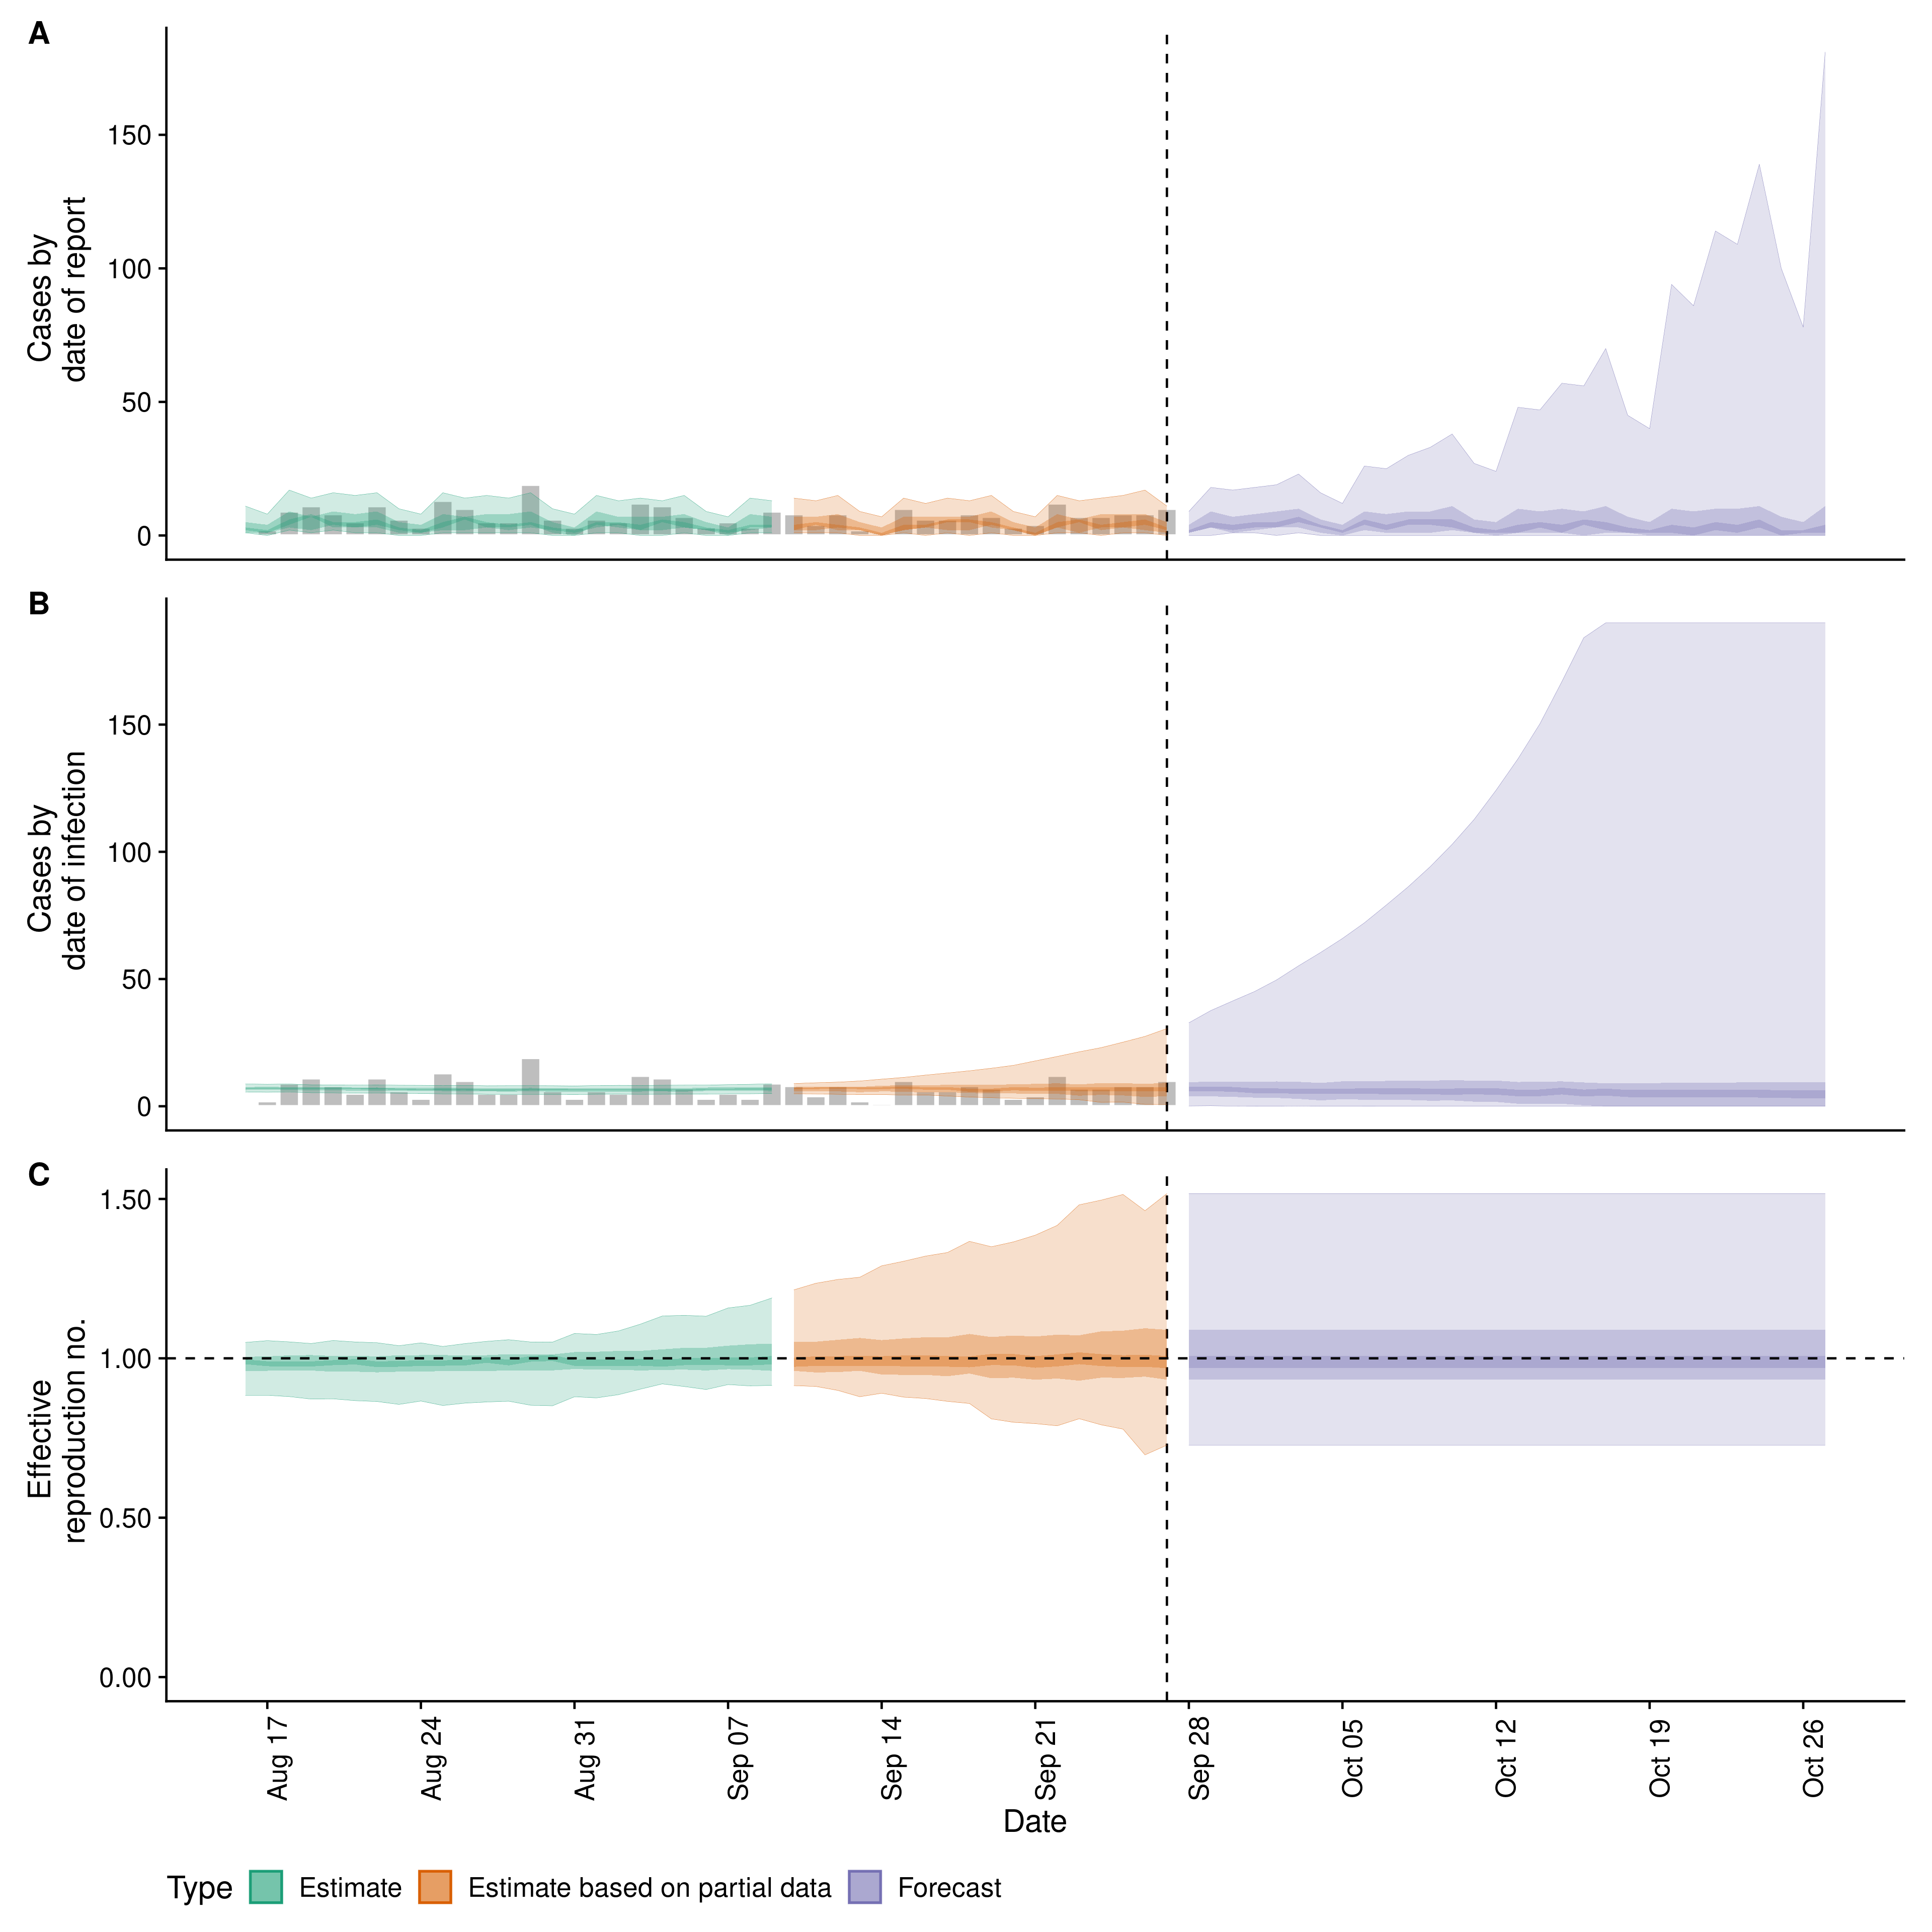 A
150
100
50
0
Cases by
date of report
B
150
100
50
0
Cases by
date of infection
C
1.50
1.00
0.50
0.00
Effective
reproduction no.
Aug 17
Aug 24
Aug 31
Sep 07
Sep 14
Sep 21
Sep 28
Oct 05
Oct 12
Oct 19
Oct 26
Date
Type Estimate Estimate based on partial data Forecast